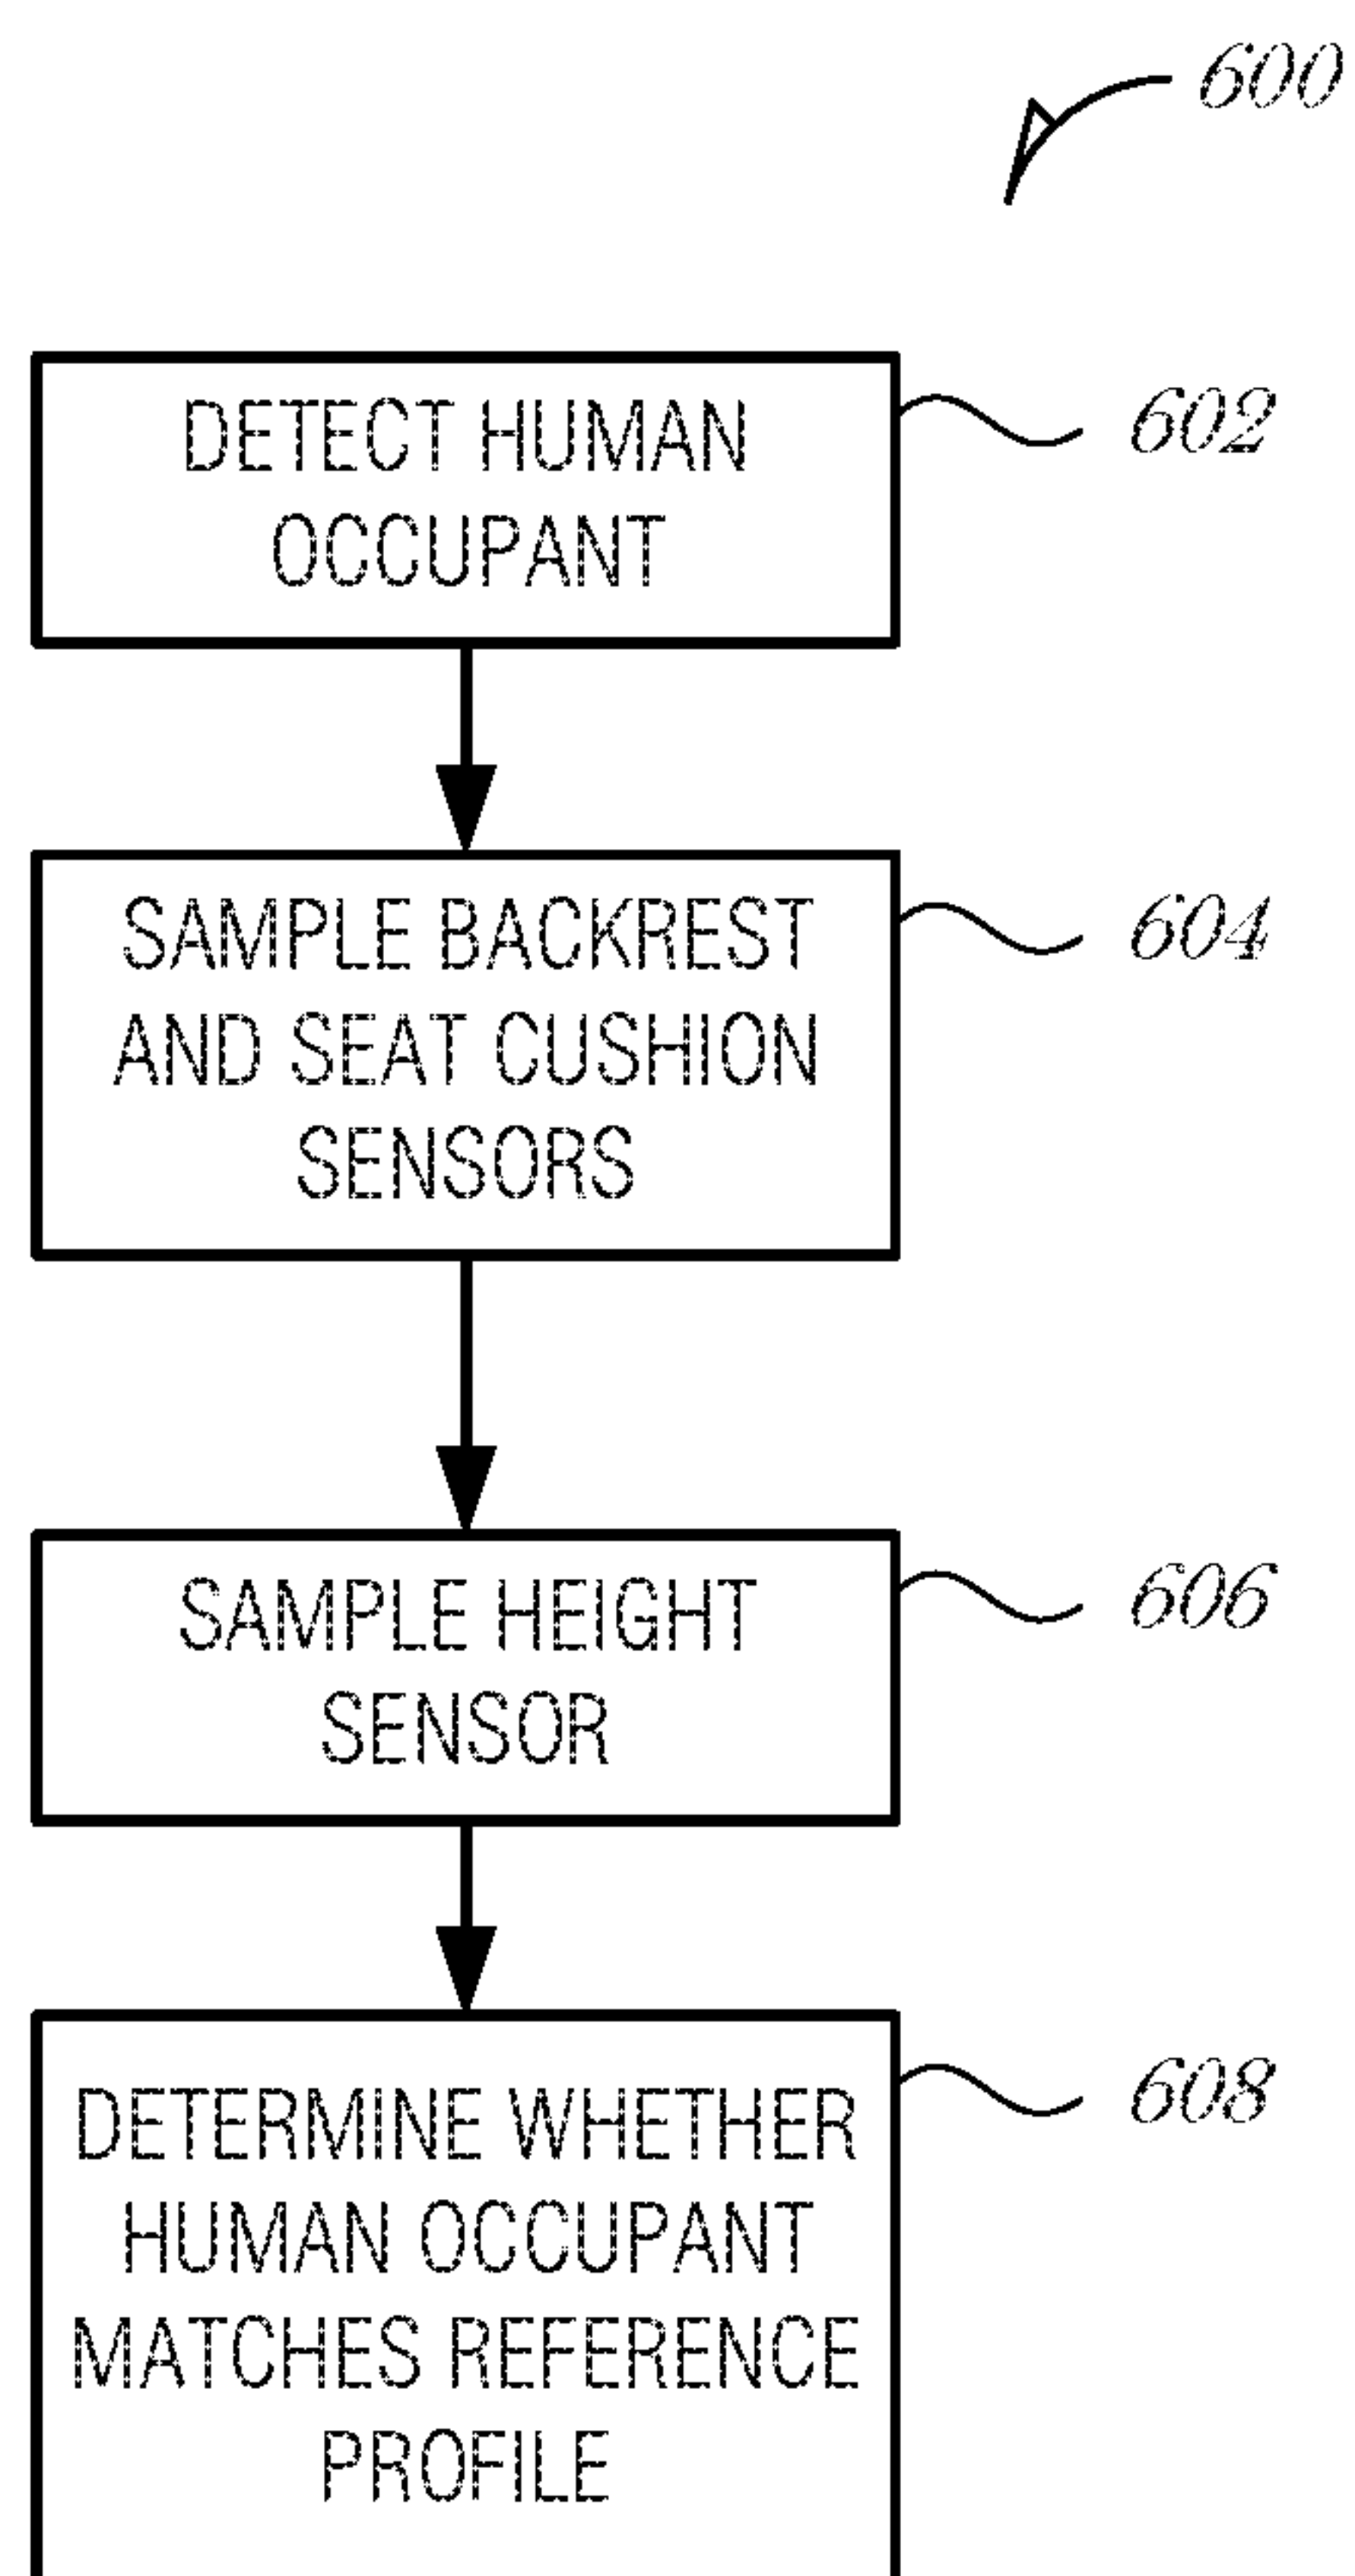 600
DETECT HUMAN
OCCUPANT
602
SAMPLE BACKREST
AND SEAT CUSHION
SENSORS
604
SAMPLE HEIGHT
SENSOR
606
DETERMINE WHETHER
HUMAN OCCUPANT
MATCHES REFERENCE
PROFILE
608